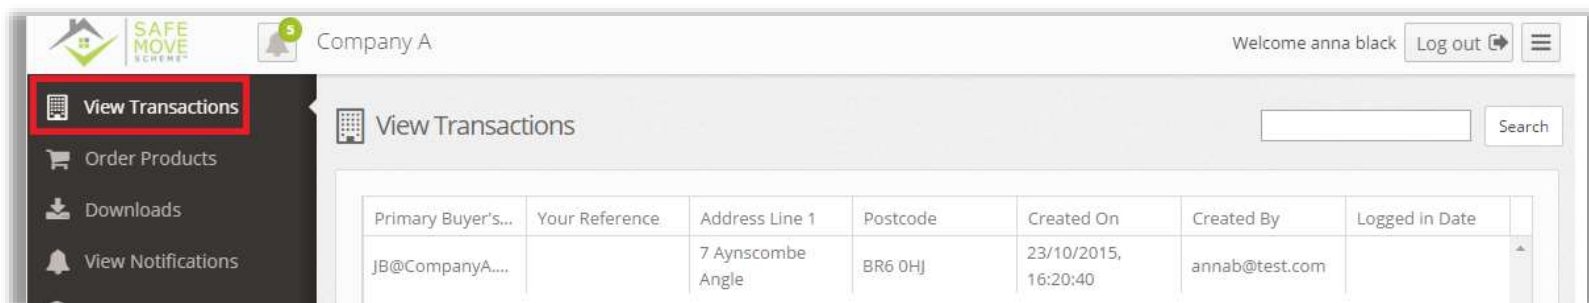 SAFE
MOVE
SCHEME
5
Company A
Welcome anna black
Log out
View Transactions
Order Products
Downloads
View Notifications
View Transactions
Search
Primary Buyer's... Your Reference Address Line 1 Postcode Created On Created By Logged in Date
JB@CompanyA.... 7 Aynscombe BR6 0HJ 23/10/2015, annab@test.com
Angle 16:20:40